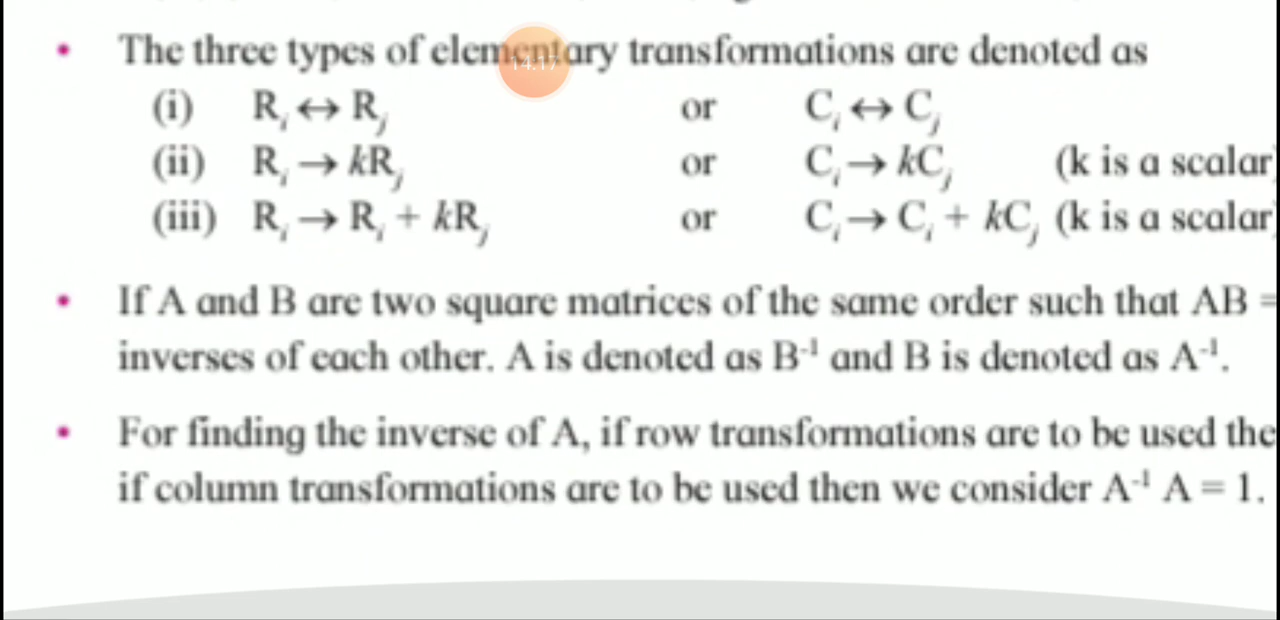 • The three types of elementary transformations are denoted as
(i) Rᵢ ↔ Rⱼ or Cᵢ ↔ Cⱼ
(ii) Rᵢ → kRⱼ or Cᵢ → kCⱼ (k is a scalar)
(iii) Rᵢ → Rᵢ + kRⱼ or Cᵢ → Cᵢ + kCⱼ (k is a scalar)
• If A and B are two square matrices of the same order such that AB =
inverses of each other. A is denoted as B⁻¹ and B is denoted as A⁻¹.
• For finding the inverse of A, if row transformations are to be used the
if column transformations are to be used then we consider A⁻¹ A = 1.
14:17